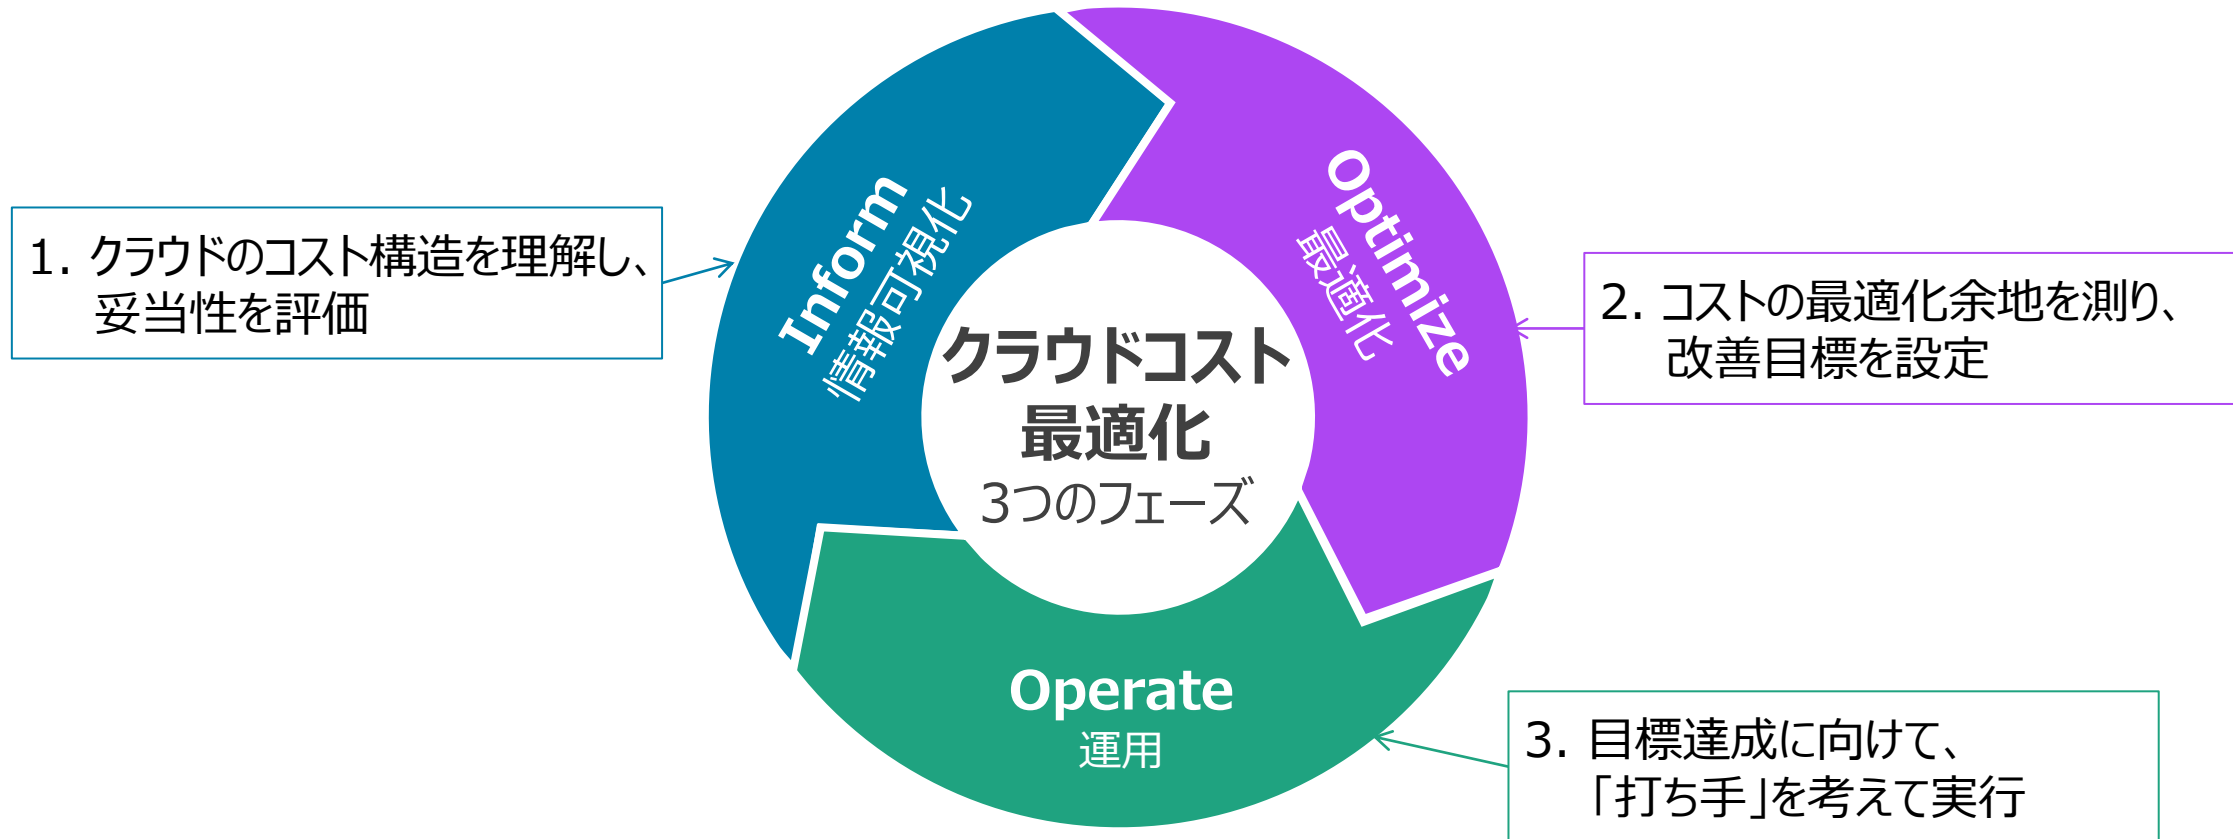 1. クラウドのコスト構造を理解し、
妥当性を評価
Inform
情報可視化
Optimize
最適化
2. コストの最適化余地を測り、
改善目標を設定
クラウドコスト
最適化
3つのフェーズ
Operate
運用
3. 目標達成に向けて、
「打ち手」を考えて実行